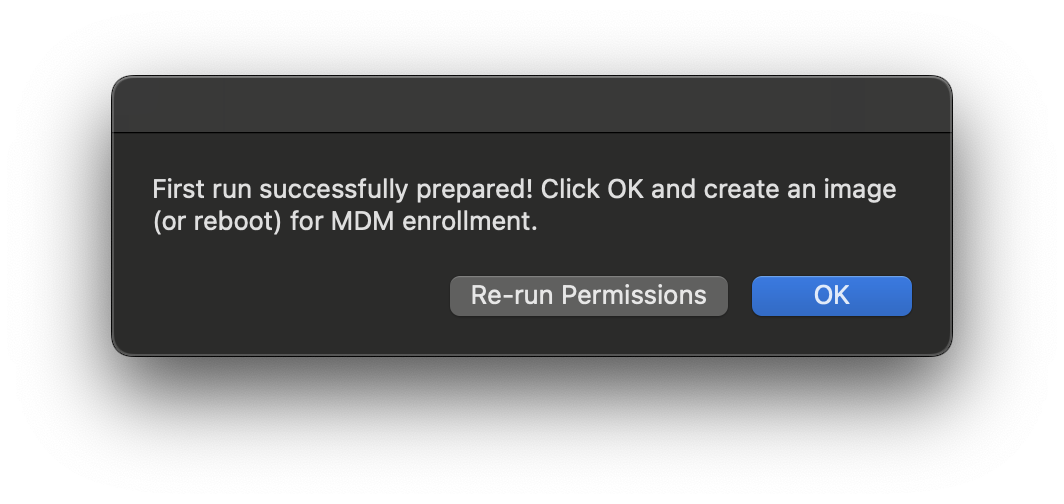 First run successfully prepared! Click OK and create an image
(or reboot) for MDM enrollment.
Re-run Permissions
OK